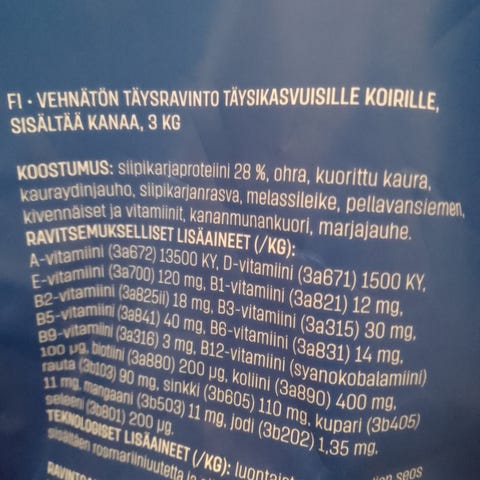 FI • VEHNÄTÖN TÄYSRAVINTO TÄYSIKASVUISILLE KOIRILLE,
SISÄLTÄÄ KANAA, 3 KG
KOOSTUMUS: siipikarjaproteiini 28 %, ohra, kuorittu kaura,
kauraydinjauho, siipikarjanrasva, melassileike, pellavansiemen,
kivennäiset ja vitamiinit, kananmunankuori, marjajauhe.
RAVITSEMUKSELLISET LISÄAINEET (/KG):
A-vitamiini (3a672) 13500 KY, D-vitamiini (3a671) 1500 KY,
E-vitamiini (3a700) 120 mg, B1-vitamiini (3a821) 12 mg,
B2-vitamiini (3a825ii) 18 mg, B3-vitamiini (3a315) 30 mg,
B5-vitamiini (3a841) 40 mg, B6-vitamiini (3a831) 14 mg,
B9-vitamiini (3a316) 3 mg, B12-vitamiini (syanokobalamiini)
100 µg, biotiini (3a880) 200 µg, koliini (3a890) 400 mg,
rauta (3b103) 90 mg, sinkki (3b605) 110 mg, kupari (3b405)
11 mg, mangaani (3b503) 11 mg, jodi (3b202) 1,35 mg,
seleeni (3b801) 200 µg.
TEKNOLOGISET LISÄAINEET (/KG): seos
sisältäen rosmariiniuutetta ja